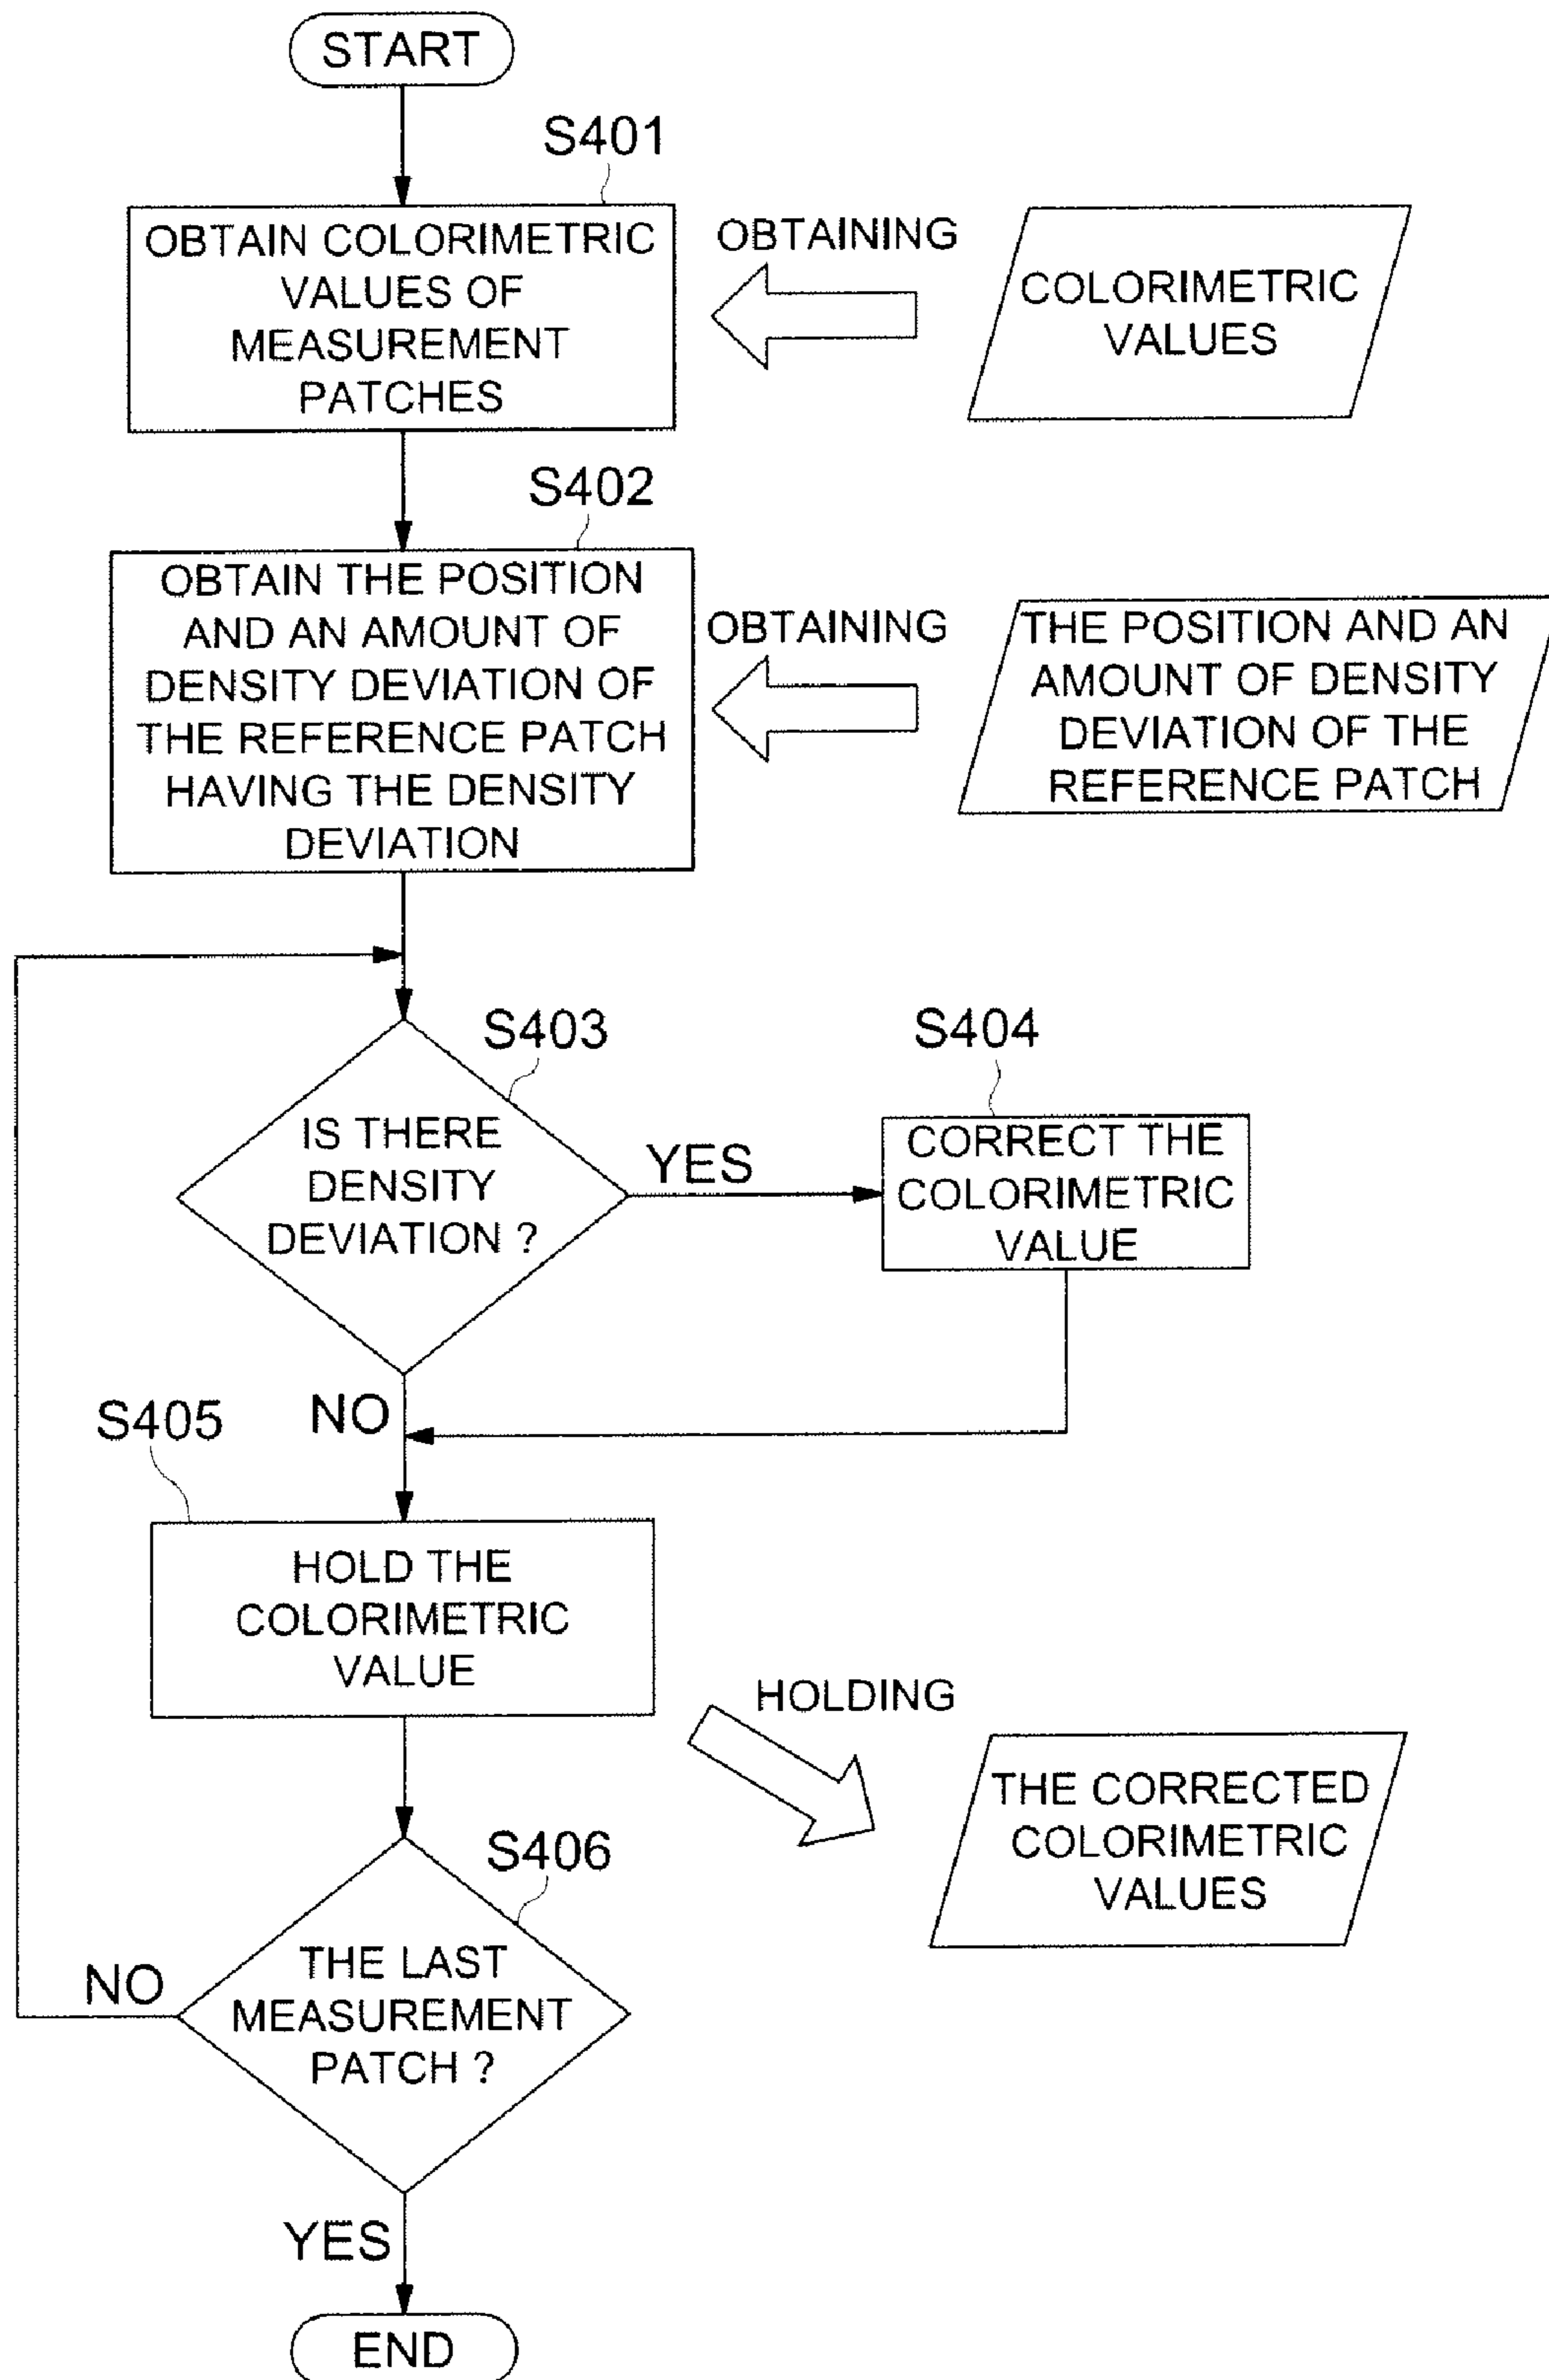 START
S401
OBTAIN COLORIMETRIC
VALUES OF
MEASUREMENT
PATCHES
OBTAINING
COLORIMETRIC
VALUES
S402
OBTAIN THE POSITION
AND AN AMOUNT OF
DENSITY DEVIATION OF
THE REFERENCE PATCH
HAVING THE DENSITY
DEVIATION
OBTAINING
THE POSITION AND AN
AMOUNT OF DENSITY
DEVIATION OF THE
REFERENCE PATCH
S403
IS THERE
DENSITY
DEVIATION ?
YES
S404
CORRECT THE
COLORIMETRIC
VALUE
NO
S405
HOLD THE
COLORIMETRIC
VALUE
HOLDING
THE CORRECTED
COLORIMETRIC
VALUES
S406
THE LAST
MEASUREMENT
PATCH ?
NO
YES
END